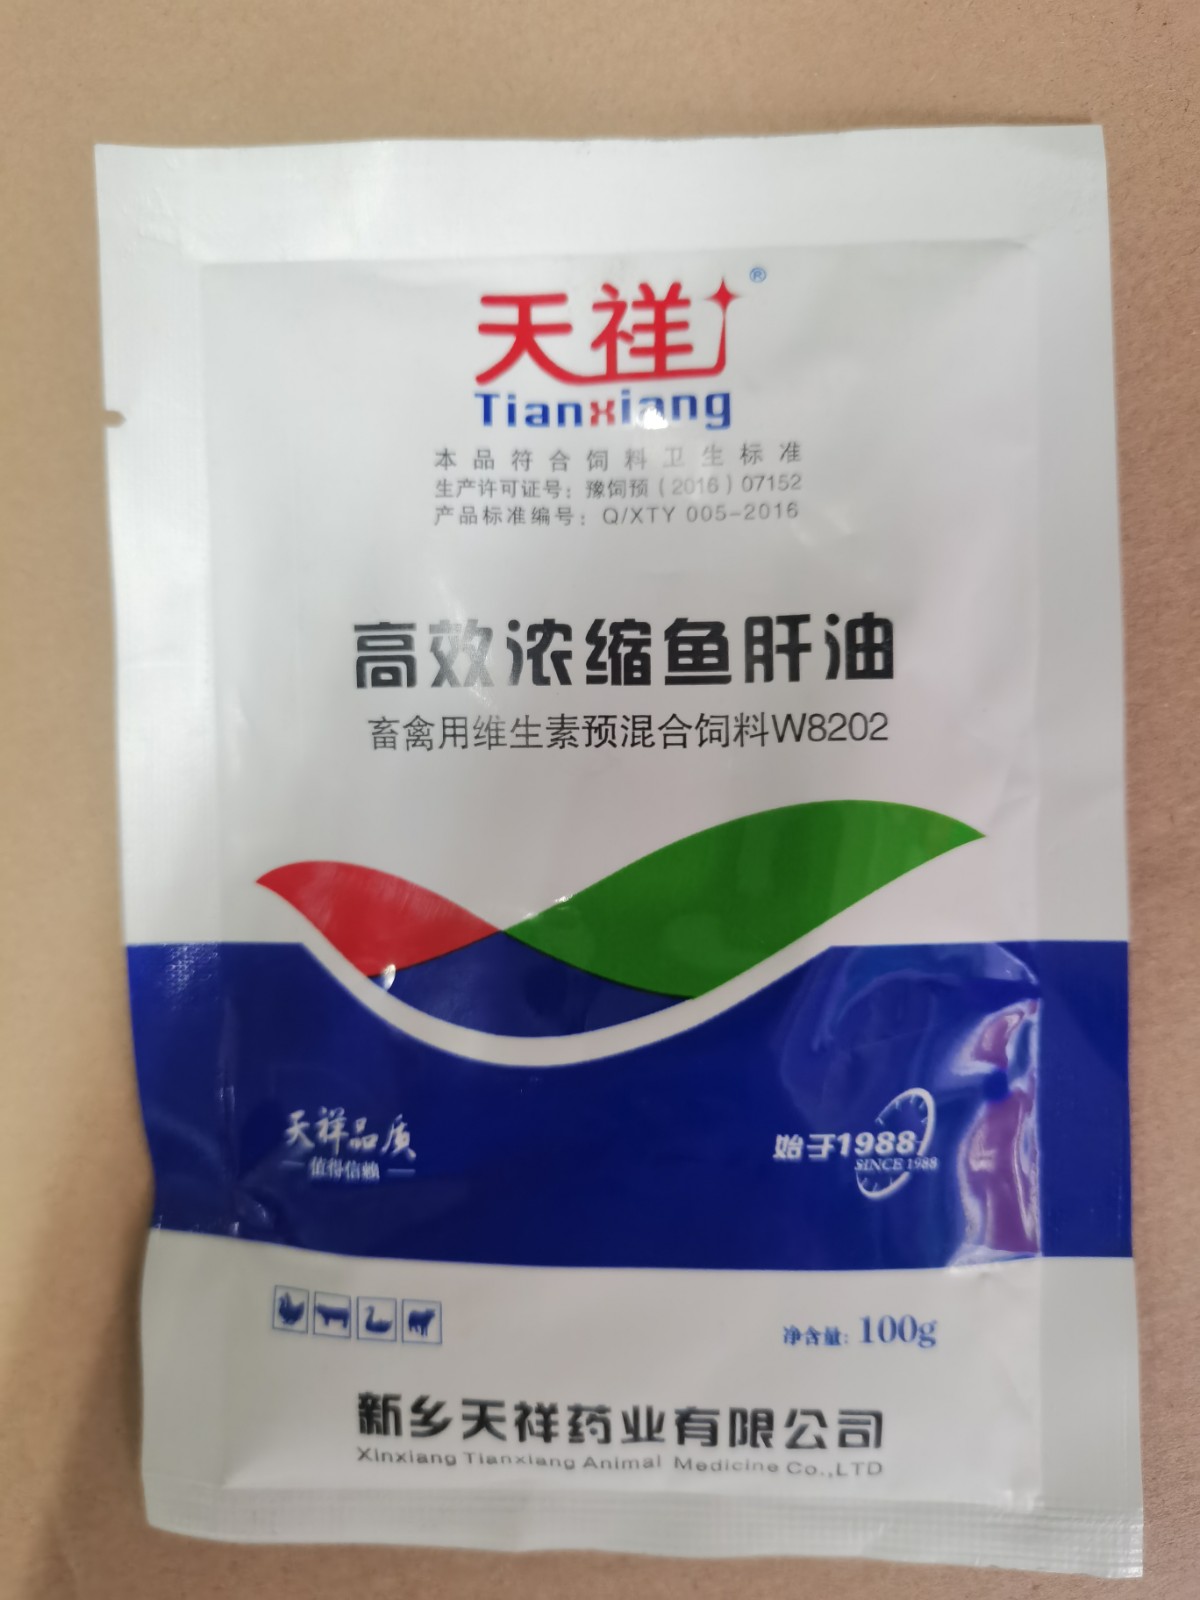 天祥®
Tianxiang
本品符合饲料卫生标准
生产许可证号：豫饲预（2016）07152
产品标准编号：Q/XTY 005-2016
高效浓缩鱼肝油
畜禽用维生素预混合饲料W8202
天祥品质
值得信赖
始于1988
SINCE 1988
净含量：100g
新乡天祥药业有限公司
Xinxiang Tianxiang Animal Medicine Co.,LTD